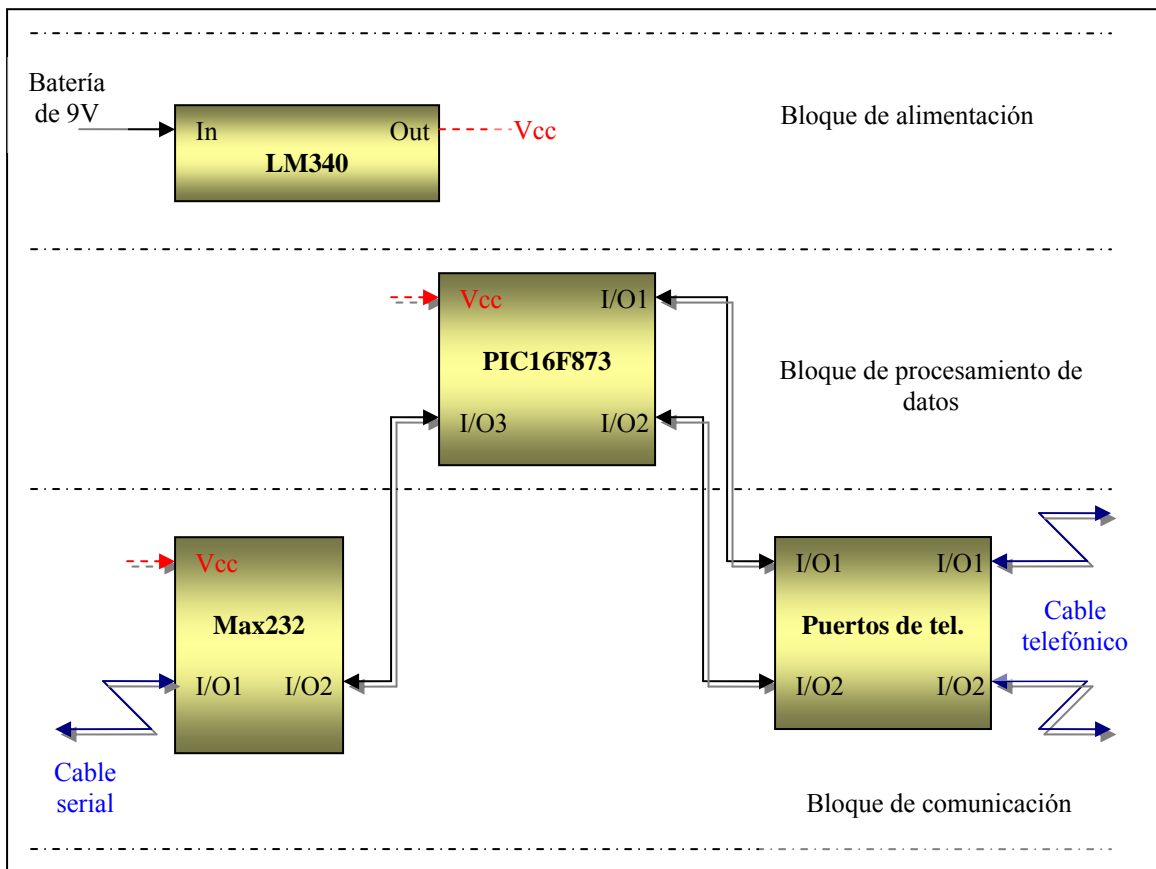 Batería
de 9V
In
Out
Vcc
LM340
Bloque de alimentación
Vcc
I/O1
PIC16F873
I/O3
I/O2
Bloque de procesamiento de
datos
Vcc
Max232
I/O1
I/O2
Cable
serial
I/O1
I/O1
Puertos de tel.
I/O2
I/O2
Cable
telefónico
Bloque de comunicación